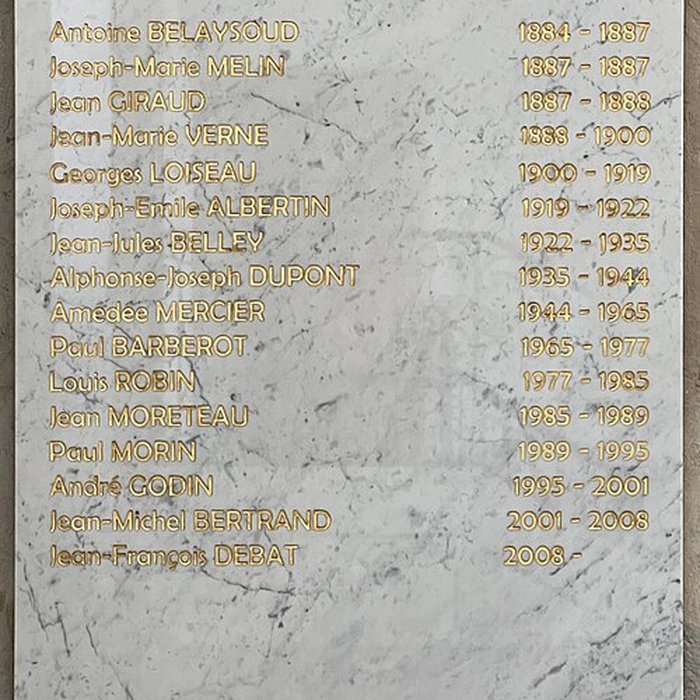 Antoine BELAYSOUD 1884 - 1887
Joseph-Marie MELIN 1887 - 1887
Jean GIRAUD 1887 - 1888
Jean-Marie VERNE 1888 - 1900
Georges LOISEAU 1900 - 1919
Joseph-Emile ALBERTIN 1919 - 1922
Jean-Jules BELLEY 1922 - 1935
Alphonse-Joseph DUPONT 1935 - 1944
Amédée MERCIER 1944 - 1965
Paul BARBEROT 1965 - 1977
Louis ROBIN 1977 - 1985
Jean MORETEAU 1985 - 1989
Paul MORIN 1989 - 1995
André GODIN 1995 - 2001
Jean-Michel BERTRAND 2001 - 2008
Jean-François DEBAT 2008 -